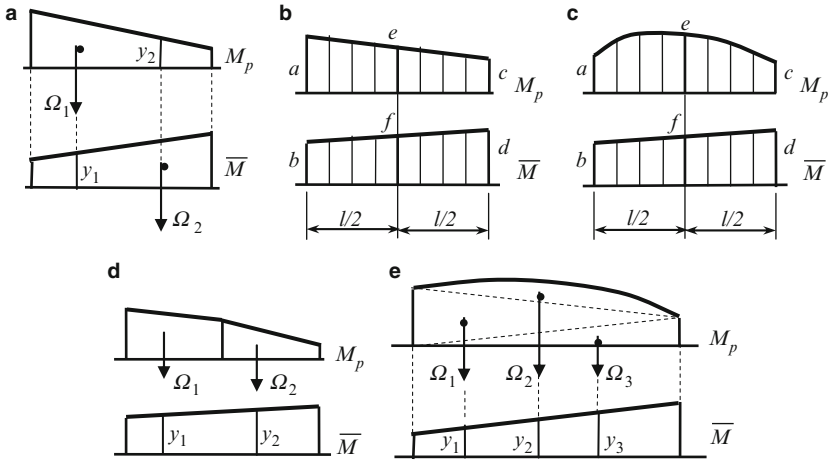 a
y₂
Mₚ
Ω₁
y₁
M̅
Ω₂
b
e
a
c
Mₚ
f
b
d
M̅
l/2
l/2
c
e
a
c
Mₚ
f
b
d
M̅
l/2
l/2
d
Mₚ
Ω₁
Ω₂
y₁
y₂
M̅
e
Mₚ
Ω₁
Ω₂
Ω₃
y₁
y₂
y₃
M̅